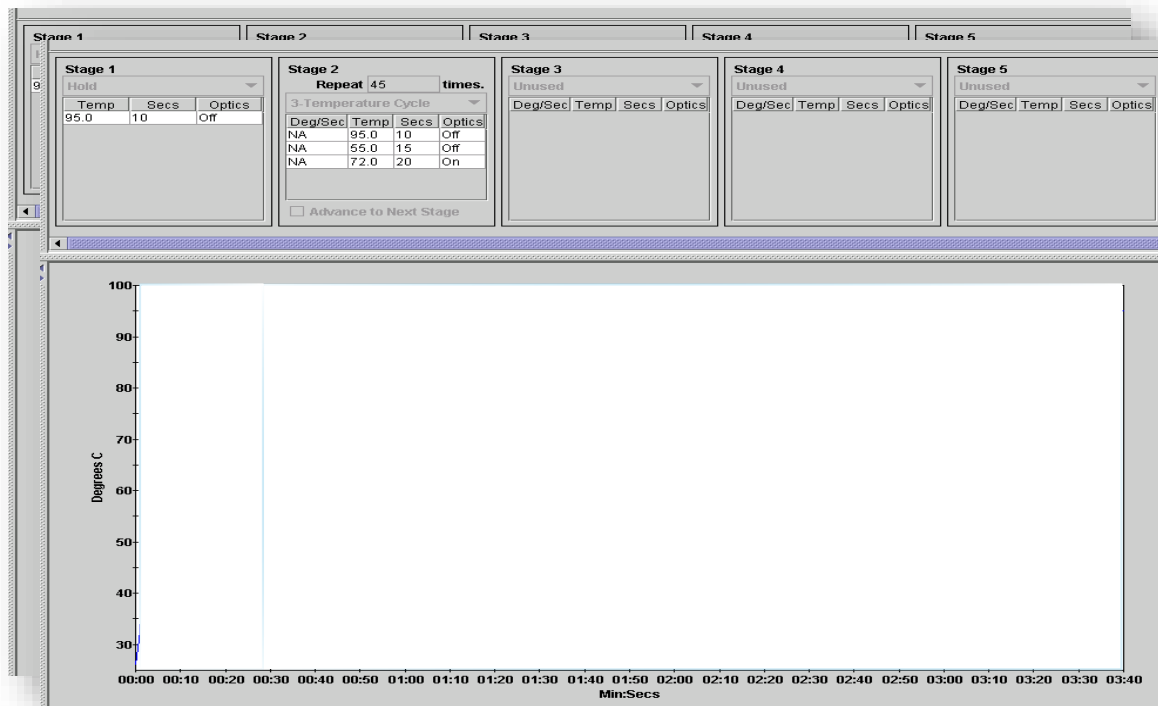 Stage 1 Stage 2 Stage 3 Stage 4 Stage 5
9
Stage 1
Hold
Temp Secs Optics
95.0 10 Off
Stage 2
Repeat 45 times.
3-Temperature Cycle
Deg/Sec Temp Secs Optics
NA 95.0 10 Off
NA 55.0 15 Off
NA 72.0 20 On
Advance to Next Stage
Stage 3
Unused
Deg/Sec Temp Secs Optics
Stage 4
Unused
Deg/Sec Temp Secs Optics
Stage 5
Unused
Deg/Sec Temp Secs Optics
100
90
80
70
60
50
40
30
Degrees C
00:00 00:10 00:20 00:30 00:40 00:50 01:00 01:10 01:20 01:30 01:40 01:50 02:00 02:10 02:20 02:30 02:40 02:50 03:00 03:10 03:20 03:30 03:40
Min:Secs